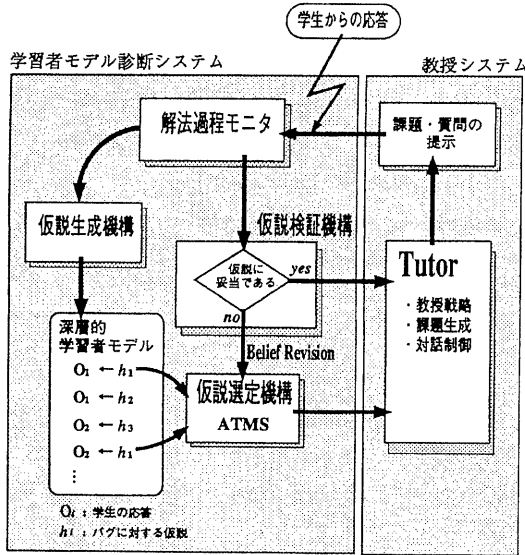 学生からの応答
学習者モデル診断システム
教授システム
解法過程モニタ
課題・質問の
提示
仮説生成機構
仮説検証機構
仮説に
妥当である
yes
no
Tutor
・教授戦略
・課題生成
・対話制御
Belief Revision
深層的
学習者モデル
O1 ← h1
O1 ← h2
O2 ← h3
O2 ← h1
⋮
仮説選定機構
ATMS
Oi : 学生の応答
hi : バグに対する仮説